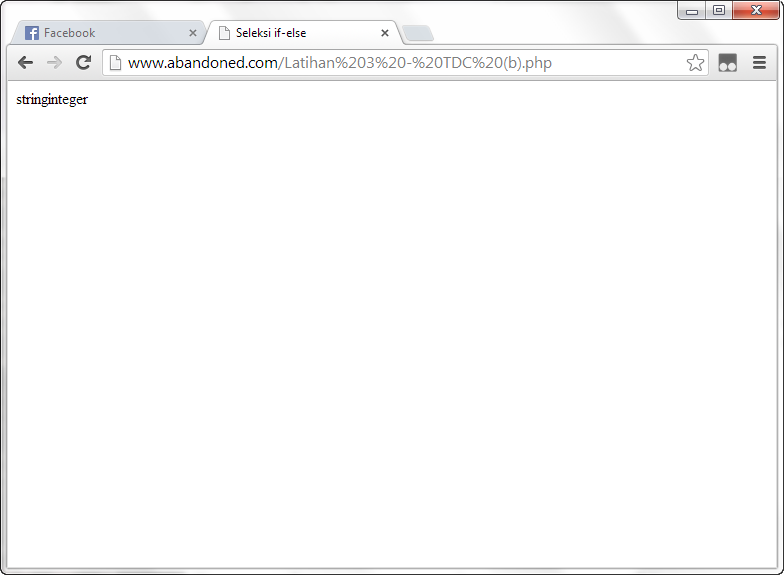 Facebook
Seleksi if-else
www.abandoned.com/Latihan%203%20-%20TDC%20(b).php
stringinteger